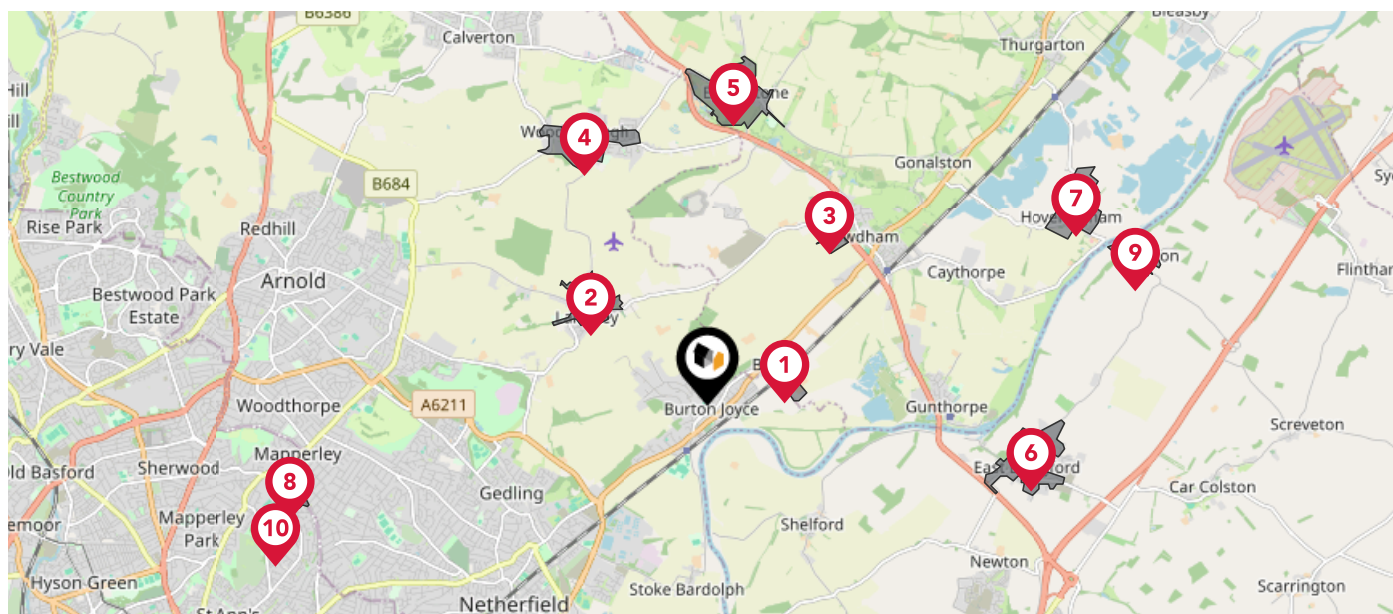 B6386
Bleasby
Calverton
Thurgarton
5
4
Gonalston
B684
Bestwood
Country
Park
Rise Park
Redhill
7
3
9
Caythorpe
Arnold
Bestwood Park
Estate
2
1
A6211
Burton Joyce
Gunthorpe
Woodthorpe
Screveton
Mapperley
Sherwood
6
8
Gedling
Car Colston
Mapperley
Park
10
Shelford
Newton
Hyson Green
Stoke Bardolph
Scarrington
Netherfield
St Ann's